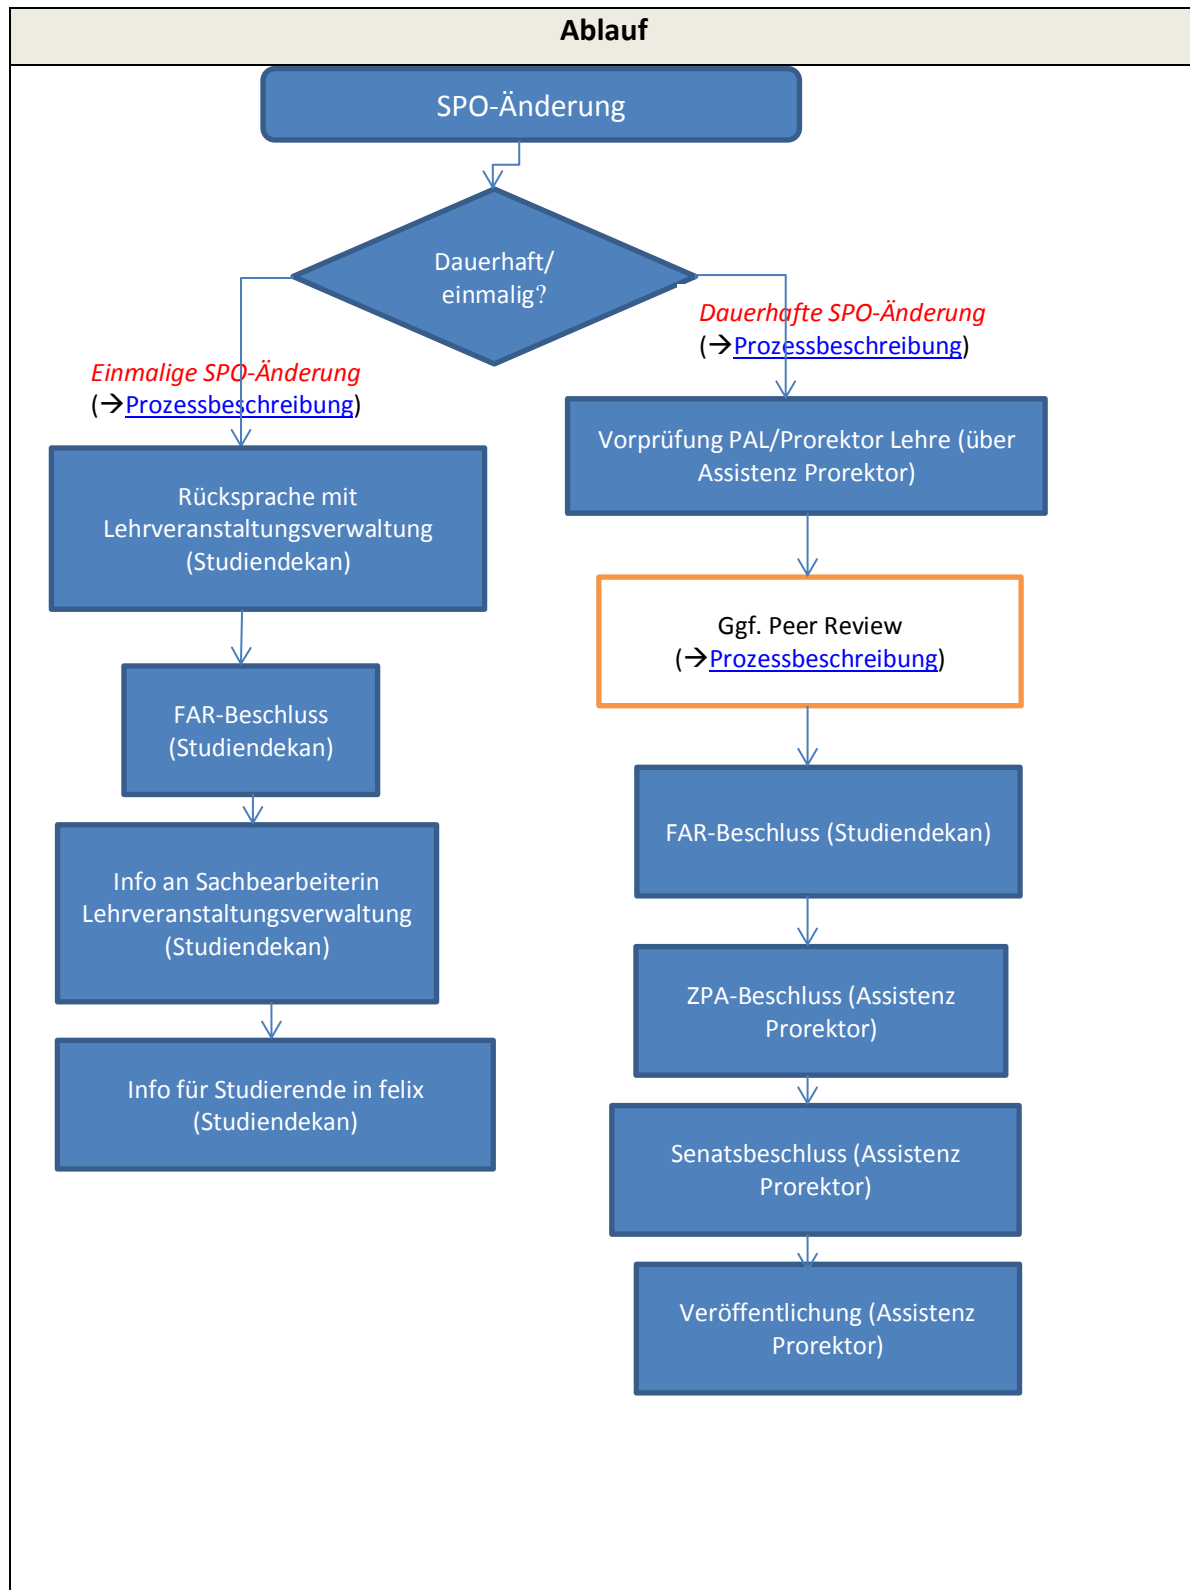 Ablauf
SPO-Änderung
Dauerhaft/
einmalig?
Einmalige SPO-Änderung
(→Prozessbeschreibung)
Rücksprache mit
Lehrveranstaltungsverwaltung
(Studiendekan)
FAR-Beschluss
(Studiendekan)
Info an Sachbearbeiterin
Lehrveranstaltungsverwaltung
(Studiendekan)
Info für Studierende in felix
(Studiendekan)
Dauerhafte SPO-Änderung
(→Prozessbeschreibung)
Vorprüfung PAL/Prorektor Lehre (über
Assistenz Prorektor)
Ggf. Peer Review
(→Prozessbeschreibung)
FAR-Beschluss (Studiendekan)
ZPA-Beschluss (Assistenz
Prorektor)
Senatsbeschluss (Assistenz
Prorektor)
Veröffentlichung (Assistenz
Prorektor)